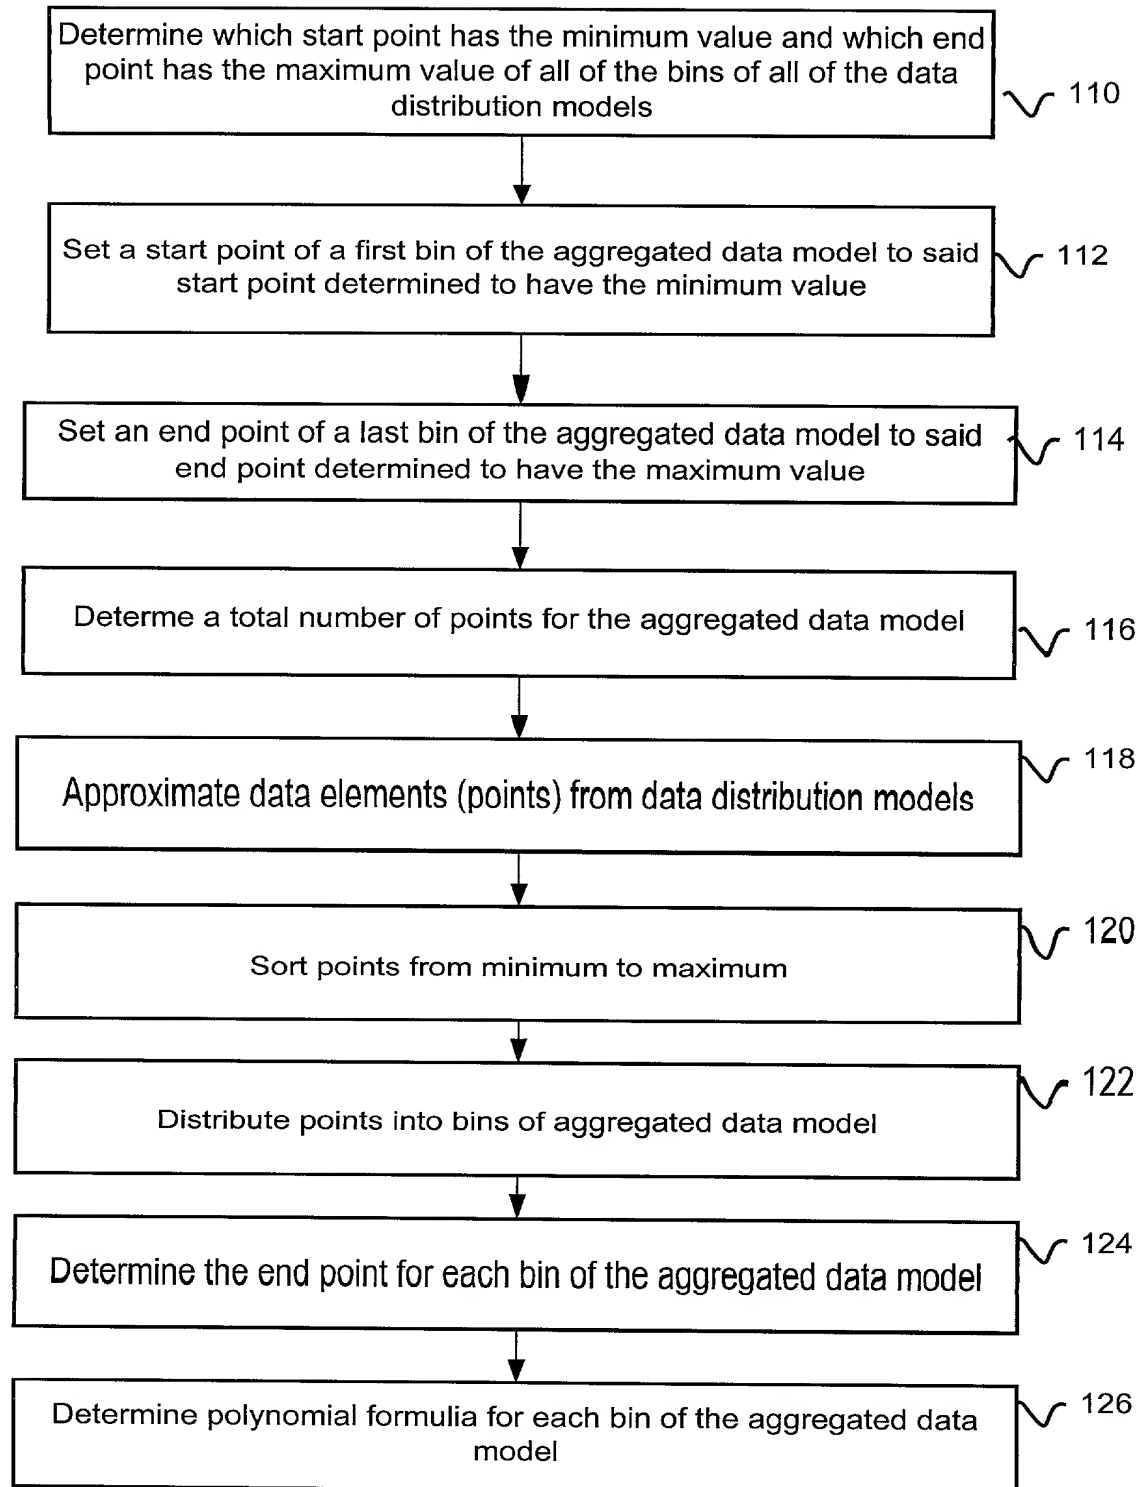 Determine which start point has the minimum value and which end
point has the maximum value of all of the bins of all of the data
distribution models
110
Set a start point of a first bin of the aggregated data model to said
start point determined to have the minimum value
112
Set an end point of a last bin of the aggregated data model to said
end point determined to have the maximum value
114
Determe a total number of points for the aggregated data model
116
Approximate data elements (points) from data distribution models
118
Sort points from minimum to maximum
120
Distribute points into bins of aggregated data model
122
Determine the end point for each bin of the aggregated data model
124
Determine polynomial formulia for each bin of the aggregated data
model
126